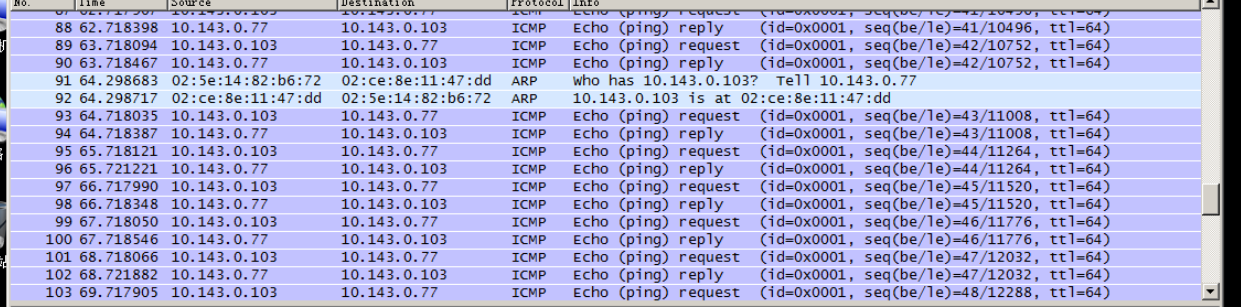 No. Time Source Destination Protocol Info
88 62.718398 10.143.0.77 10.143.0.103 ICMP Echo (ping) reply (id=0x0001, seq(be/le)=41/10496, ttl=64)
89 63.718094 10.143.0.103 10.143.0.77 ICMP Echo (ping) request (id=0x0001, seq(be/le)=42/10752, ttl=64)
90 63.718467 10.143.0.77 10.143.0.103 ICMP Echo (ping) reply (id=0x0001, seq(be/le)=42/10752, ttl=64)
91 64.298683 02:5e:14:82:b6:72 02:ce:8e:11:47:dd ARP Who has 10.143.0.103? Tell 10.143.0.77
92 64.298717 02:ce:8e:11:47:dd 02:5e:14:82:b6:72 ARP 10.143.0.103 is at 02:ce:8e:11:47:dd
93 64.718035 10.143.0.103 10.143.0.77 ICMP Echo (ping) request (id=0x0001, seq(be/le)=43/11008, ttl=64)
94 64.718387 10.143.0.77 10.143.0.103 ICMP Echo (ping) reply (id=0x0001, seq(be/le)=43/11008, ttl=64)
95 65.718121 10.143.0.103 10.143.0.77 ICMP Echo (ping) request (id=0x0001, seq(be/le)=44/11264, ttl=64)
96 65.721221 10.143.0.77 10.143.0.103 ICMP Echo (ping) reply (id=0x0001, seq(be/le)=44/11264, ttl=64)
97 66.717990 10.143.0.103 10.143.0.77 ICMP Echo (ping) request (id=0x0001, seq(be/le)=45/11520, ttl=64)
98 66.718348 10.143.0.77 10.143.0.103 ICMP Echo (ping) reply (id=0x0001, seq(be/le)=45/11520, ttl=64)
99 67.718050 10.143.0.103 10.143.0.77 ICMP Echo (ping) request (id=0x0001, seq(be/le)=46/11776, ttl=64)
100 67.718546 10.143.0.77 10.143.0.103 ICMP Echo (ping) reply (id=0x0001, seq(be/le)=46/11776, ttl=64)
101 68.718066 10.143.0.103 10.143.0.77 ICMP Echo (ping) request (id=0x0001, seq(be/le)=47/12032, ttl=64)
102 68.721882 10.143.0.77 10.143.0.103 ICMP Echo (ping) reply (id=0x0001, seq(be/le)=47/12032, ttl=64)
103 69.717905 10.143.0.103 10.143.0.77 ICMP Echo (ping) request (id=0x0001, seq(be/le)=48/12288, ttl=64)